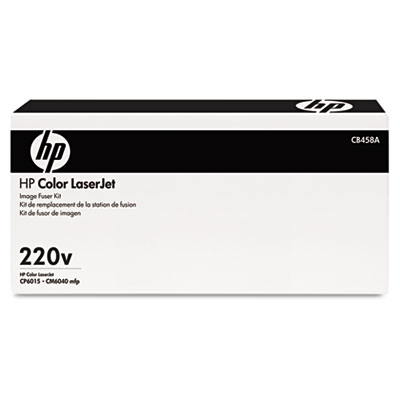 hp
CB458A
hp
HP Color LaserJet
Image Fuser Kit
Kit de remplacement de la station de fusion
Kit de fusor de imagen
220v
HP Color LaserJet
CP6015 • CM6040 mfp